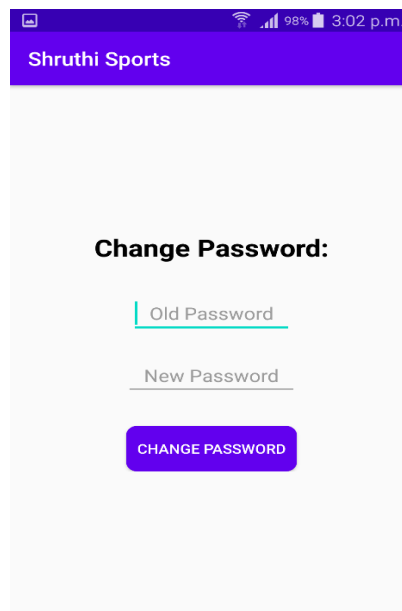 98% 3:02 p.m.
Shruthi Sports
Change Password:
Old Password
New Password
CHANGE PASSWORD